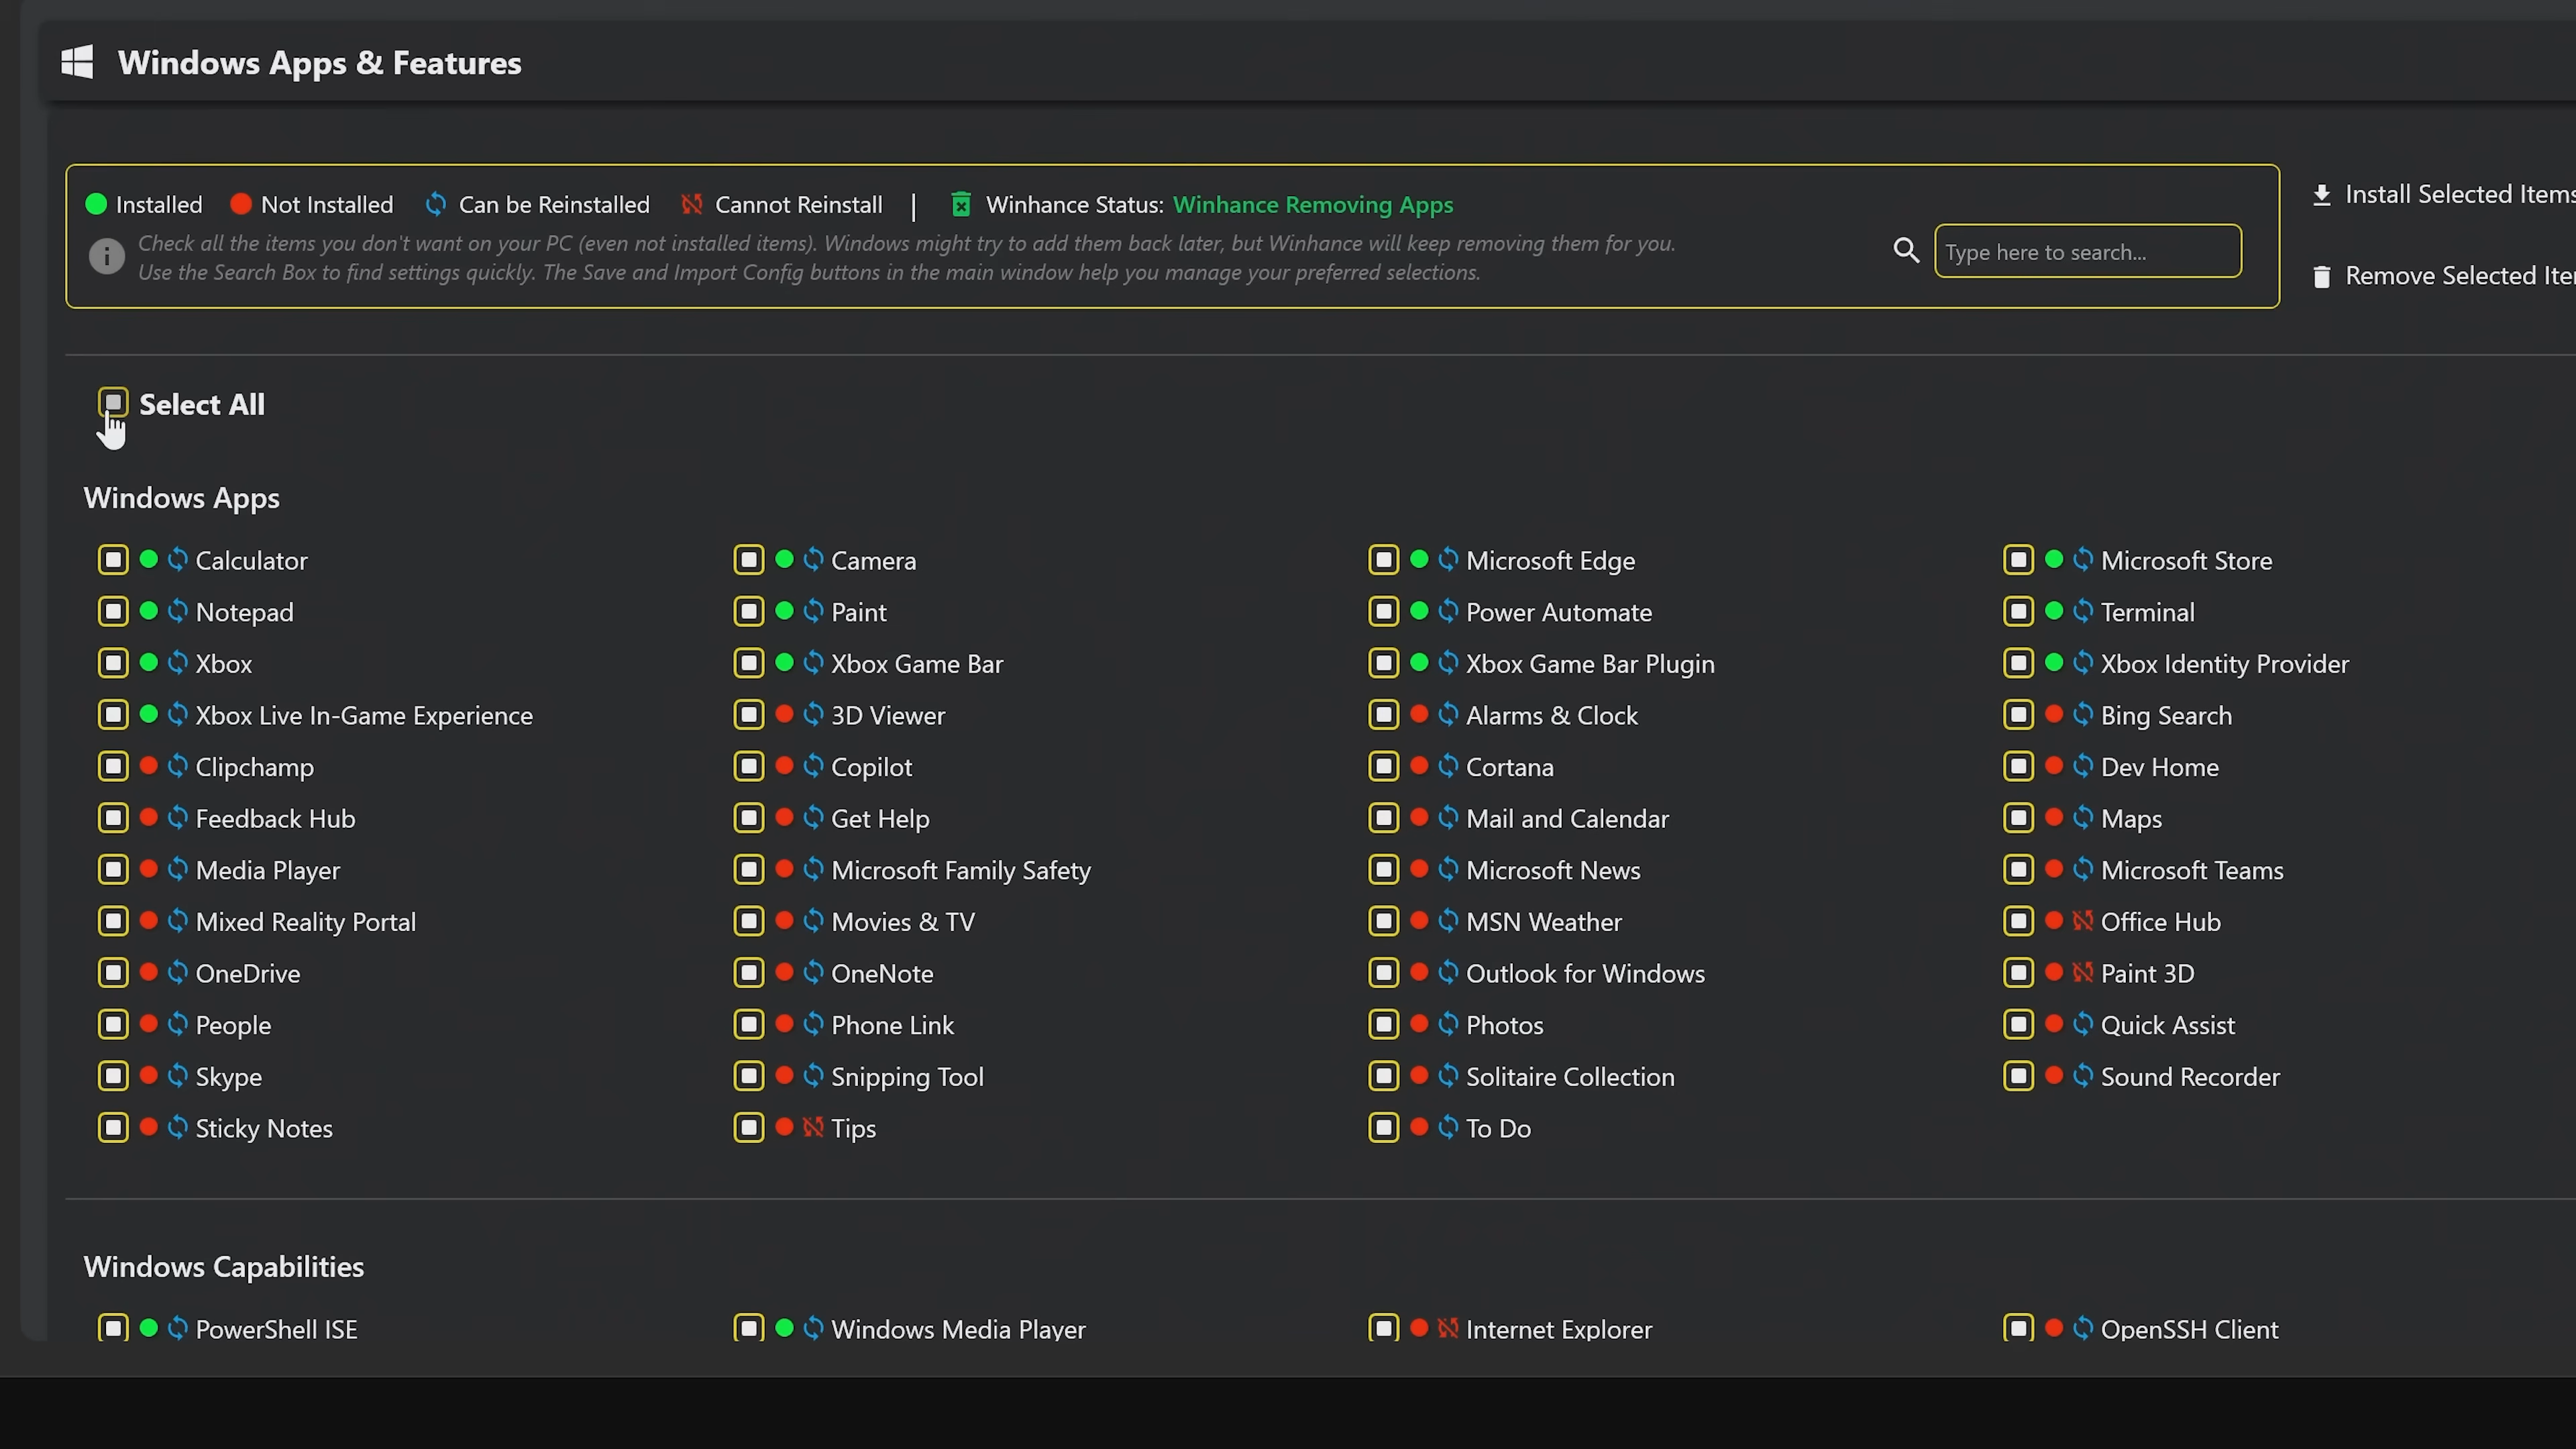 Windows Apps & Features
Installed Not Installed Can be Reinstalled Cannot Reinstall | Winhance Status: Winhance Removing Apps
Install Selected Items
Check all the items you don't want on your PC (even not installed items). Windows might try to add them back later, but Winhance will keep removing them for you.
Type here to search...
Use the Search Box to find settings quickly. The Save and Import Config buttons in the main window help you manage your preferred selections.
Remove Selected Ite
Select All
Windows Apps
Calculator Camera Microsoft Edge Microsoft Store
Notepad Paint Power Automate Terminal
Xbox Xbox Game Bar Xbox Game Bar Plugin Xbox Identity Provider
Xbox Live In-Game Experience 3D Viewer Alarms & Clock Bing Search
Clipchamp Copilot Cortana Dev Home
Feedback Hub Get Help Mail and Calendar Maps
Media Player Microsoft Family Safety Microsoft News Microsoft Teams
Mixed Reality Portal Movies & TV MSN Weather Office Hub
OneDrive OneNote Outlook for Windows Paint 3D
People Phone Link Photos Quick Assist
Skype Snipping Tool Solitaire Collection Sound Recorder
Sticky Notes Tips To Do
Windows Capabilities
PowerShell ISE Windows Media Player Internet Explorer OpenSSH Client